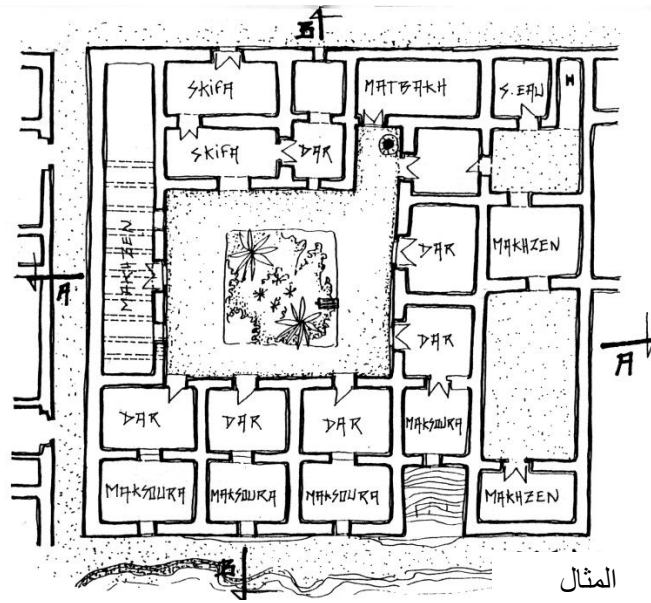 B
SKIFA
MATBAKH
S.EAU
W
SKIFA
DAR
MAKHZEN
DAR
MAKHZEN
A
DAR
A
DAR
DAR
DAR
MAKSOURA
MAKSOURA
MAKSOURA
MAKSOURA
MAKHZEN
B
المثال